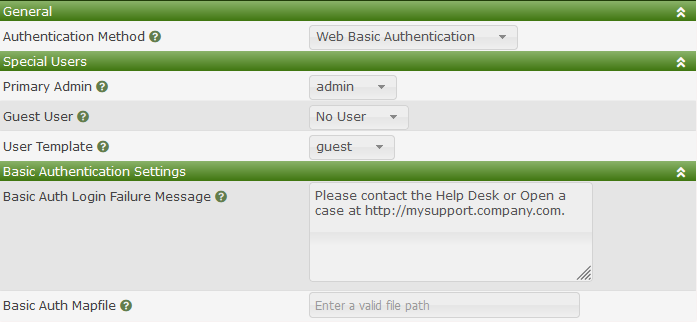 General
Authentication Method
Web Basic Authentication
Special Users
Primary Admin
admin
Guest User
No User
User Template
guest
Basic Authentication Settings
Basic Auth Login Failure Message
Please contact the Help Desk or Open a
case at http://mysupport.company.com.
Basic Auth Mapfile
Enter a valid file path